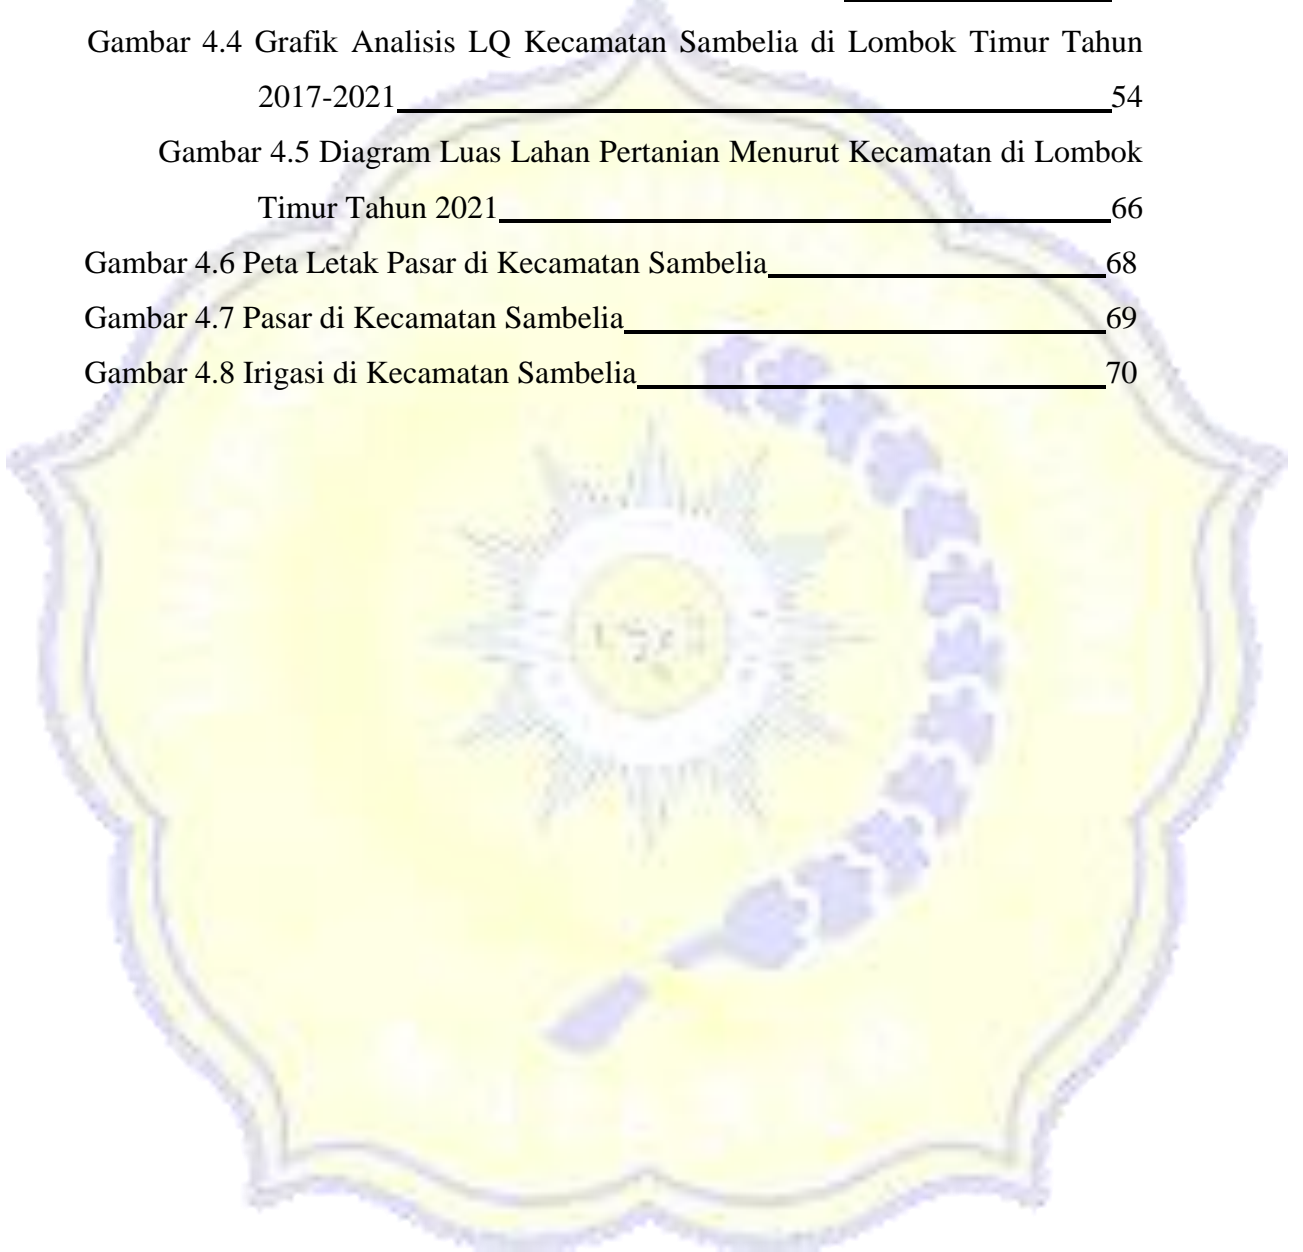 Gambar 4.4 Grafik Analisis LQ Kecamatan Sambelia di Lombok Timur Tahun
2017-2021 54
Gambar 4.5 Diagram Luas Lahan Pertanian Menurut Kecamatan di Lombok
Timur Tahun 2021 66
Gambar 4.6 Peta Letak Pasar di Kecamatan Sambelia 68
Gambar 4.7 Pasar di Kecamatan Sambelia 69
Gambar 4.8 Irigasi di Kecamatan Sambelia 70